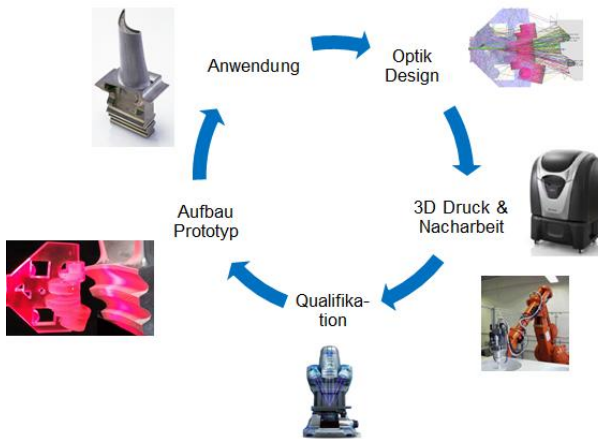 Anwendung
Optik
Design
3D Druck &
Nacharbeit
Qualifika-
tion
Aufbau
Prototyp